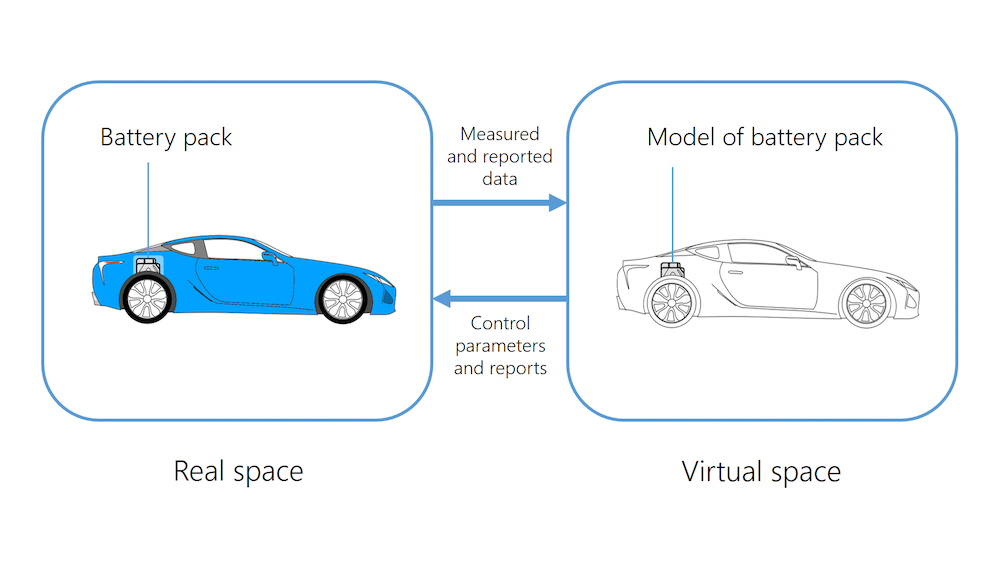 Battery pack
Measured
and reported
data
Model of battery pack
Control
parameters
and reports
Real space
Virtual space